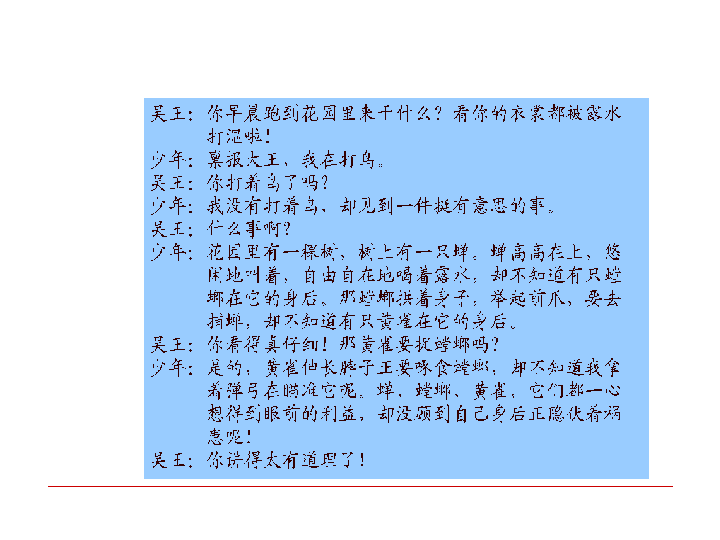 吴王：你早晨跑到花园里来干什么？看你的衣裳都被露水
打湿啦！
少年：禀报大王，我在打鸟。
吴王：你打着鸟了吗？
少年：我没有打着鸟，却见到一件挺有意思的事。
吴王：什么事啊？
少年：花园里有一棵树，树上有一只蝉。蝉高高在上，悠
闲地叫着，自由自在地喝着露水，却不知道有只螳
螂在它的身后。那螳螂拱着身子，举起前爪，要去
捕蝉，却不知道有只黄雀在它的身后。
吴王：你看得真仔细！那黄雀要捉螳螂吗？
少年：是的，黄雀伸长脖子正要啄食螳螂，却不知道我拿
着弹弓在瞄准它呢。蝉、螳螂、黄雀，它们都一心
想得到眼前的利益，却没顾到自己身后正隐伏着祸
患呢！
吴王：你讲得太有道理了！